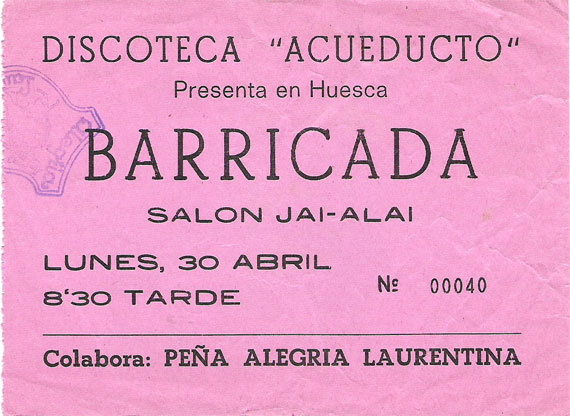 DISCOTECA "ACUEDUCTO"
Presenta en Huesca
BARRICADA
SALON JAI-ALAI
LUNES, 30 ABRIL
8'30 TARDE
Nº 00040
Colabora: PEÑA ALEGRIA LAURENTINA